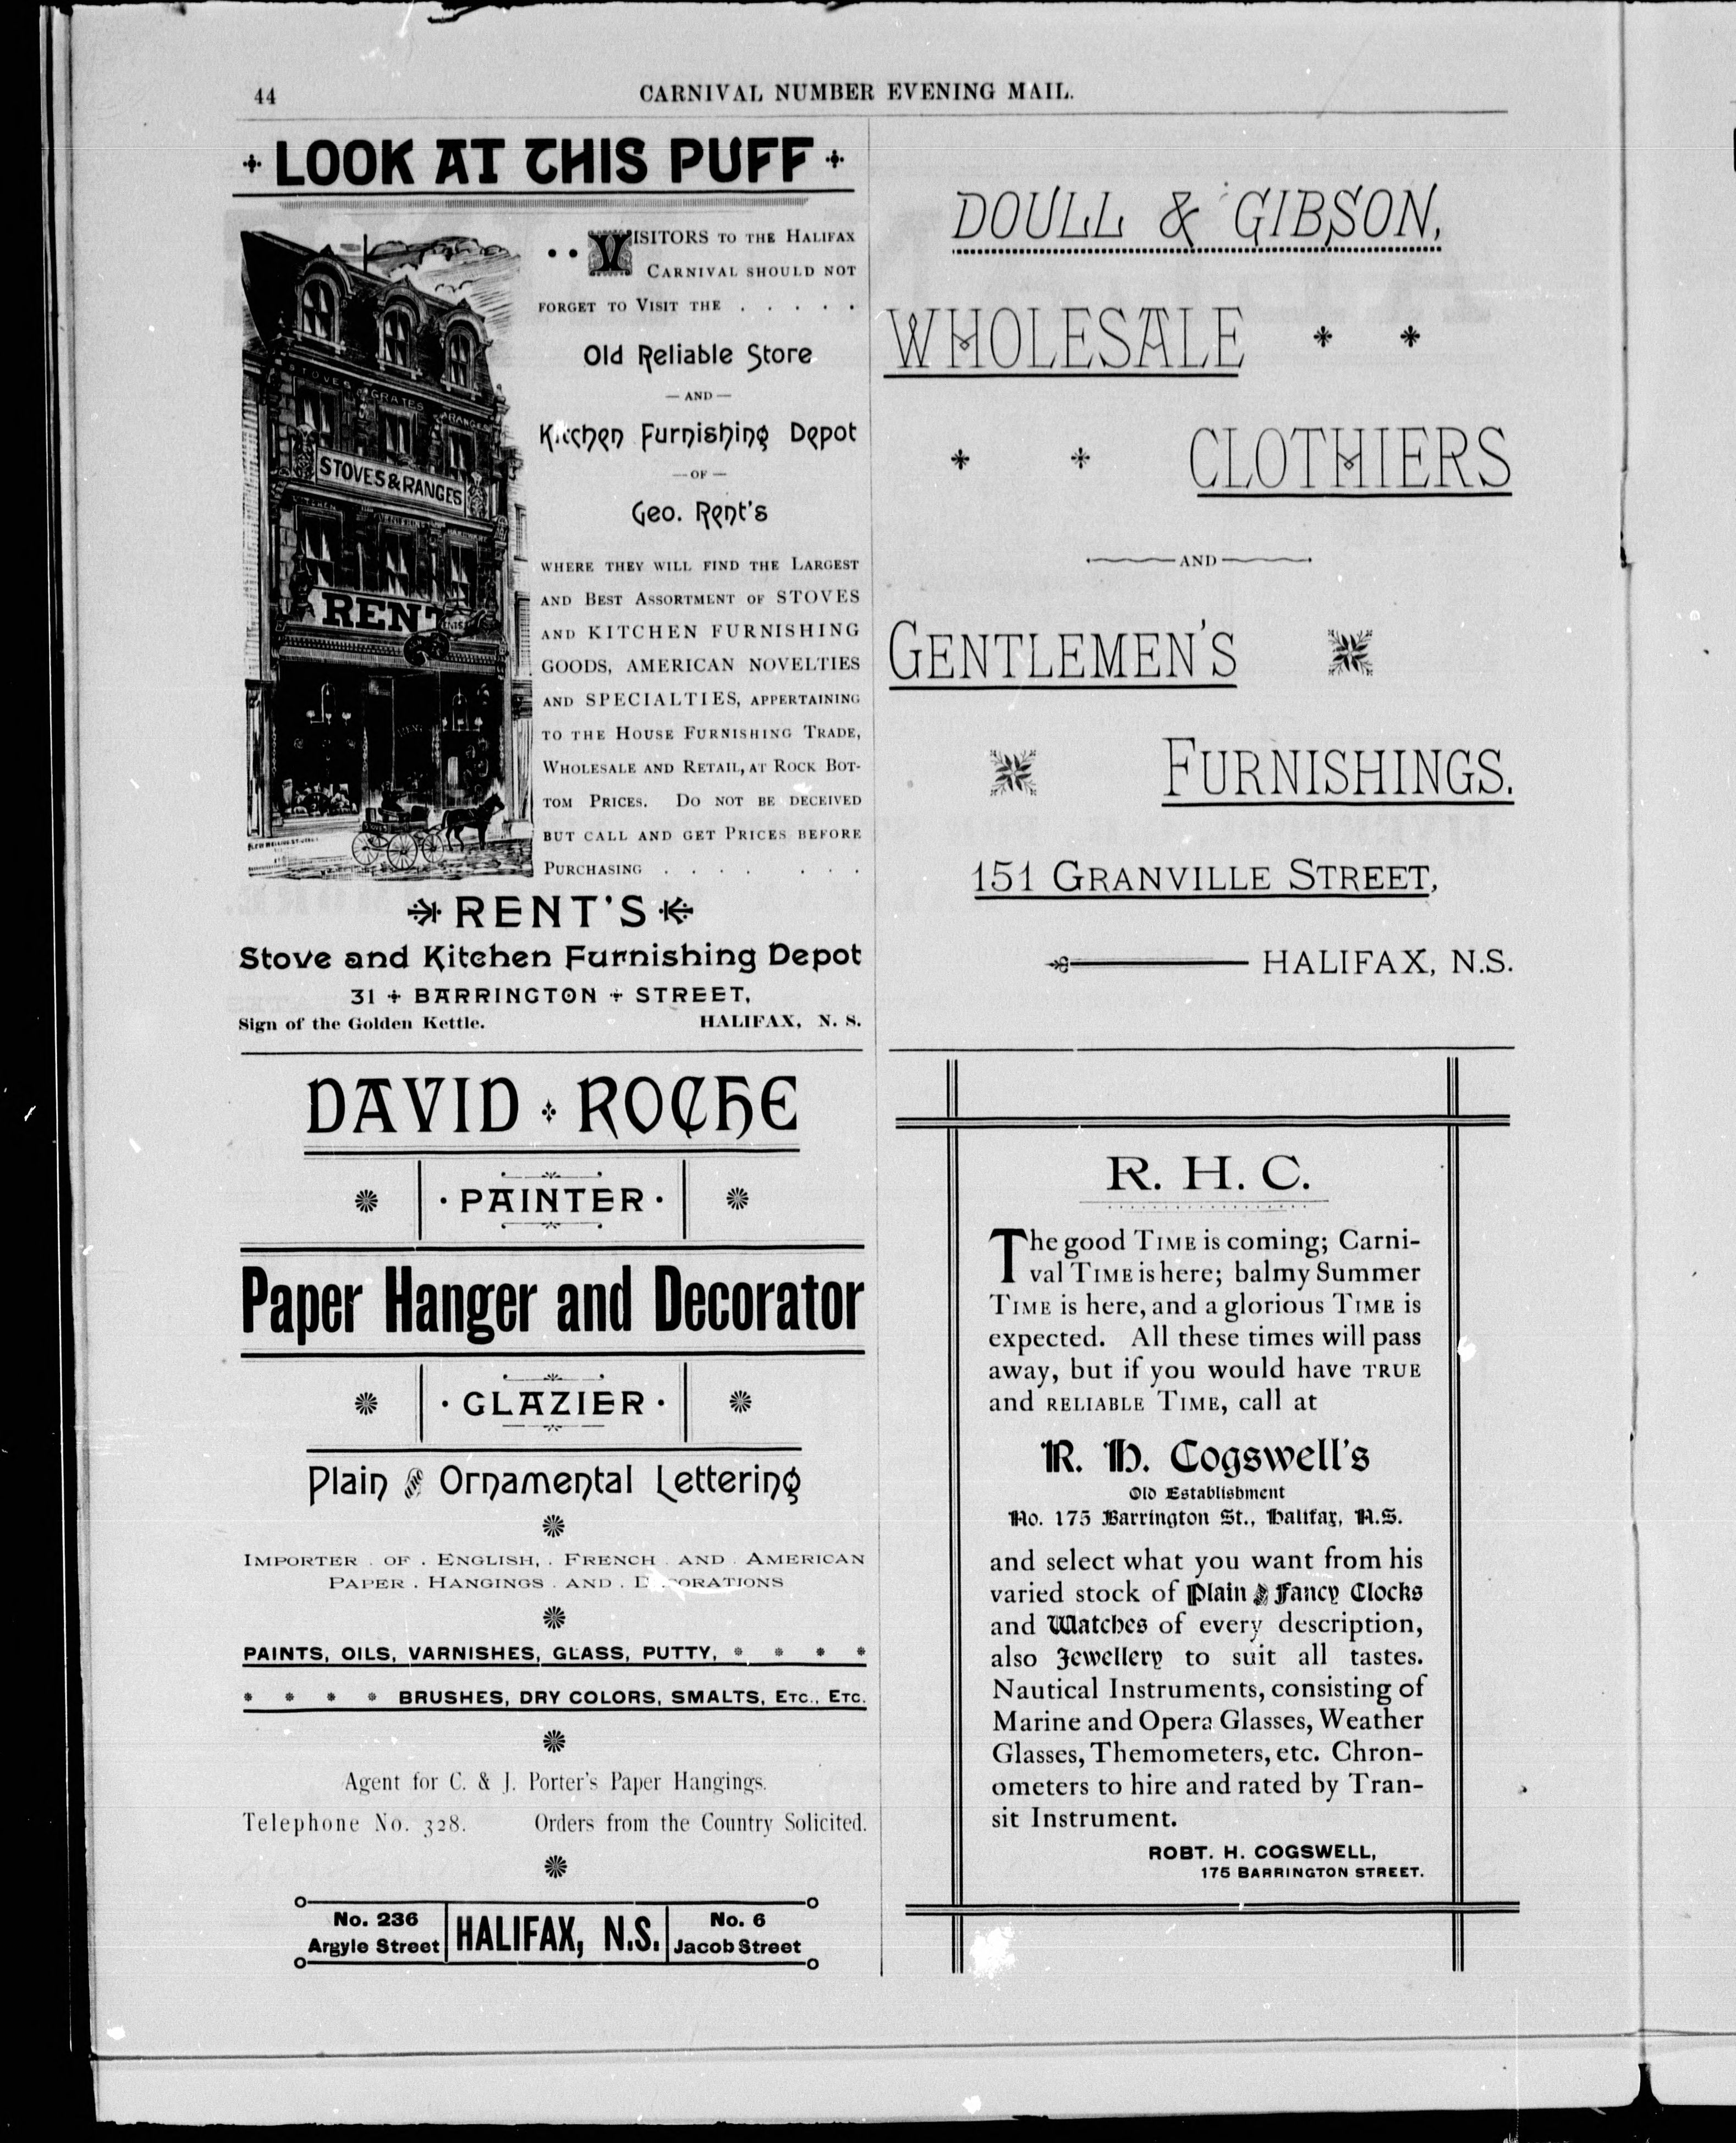 44
CARNIVAL NUMBER EVENING MAIL.
LOOK AT THIS PUFF
VISITORS TO THE HALIFAX
CARNIVAL SHOULD NOT
FORGET TO VISIT THE . . . . .
Old Reliable Store
— AND —
Kitchen Furnishing Depot
— OF —
Geo. Rent's
WHERE THEY WILL FIND THE LARGEST
AND BEST ASSORTMENT OF STOVES
AND KITCHEN FURNISHING
GOODS, AMERICAN NOVELTIES
AND SPECIALTIES, APPERTAINING
TO THE HOUSE FURNISHING TRADE,
WHOLESALE AND RETAIL, AT ROCK BOT-
TOM PRICES. DO NOT BE DECEIVED
BUT CALL AND GET PRICES BEFORE
PURCHASING . . . . . . .
STOVES GRATES RANGES
STOVES & RANGES
KITCHEN
RENT
RENT'S
Stove and Kitchen Furnishing Depot
31 + BARRINGTON + STREET,
Sign of the Golden Kettle. HALIFAX, N. S.
DAVID ROCHE
· PAINTER ·
Paper Hanger and Decorator
· GLAZIER ·
Plain & Ornamental Lettering
IMPORTER . OF . ENGLISH, . FRENCH . AND . AMERICAN
PAPER . HANGINGS . AND . DECORATIONS
PAINTS, OILS, VARNISHES, GLASS, PUTTY, * * * *
* * * * BRUSHES, DRY COLORS, SMALTS, ETC., ETC.
Agent for C. & J. Porter's Paper Hangings.
Telephone No. 328. Orders from the Country Solicited.
No. 236
Argyle Street
HALIFAX, N.S.
No. 6
Jacob Street
DOULL & GIBSON,
WHOLESALE * *
* * CLOTHIERS
AND
GENTLEMEN'S
FURNISHINGS.
151 GRANVILLE STREET,
HALIFAX, N.S.
R. H. C.
The good TIME is coming; Carni-
val TIME is here; balmy Summer
TIME is here, and a glorious TIME is
expected. All these times will pass
away, but if you would have TRUE
and RELIABLE TIME, call at
R. H. Cogswell's
Old Establishment
No. 175 Barrington St., Halifax, N.S.
and select what you want from his
varied stock of Plain & Fancy Clocks
and Watches of every description,
also Jewellery to suit all tastes.
Nautical Instruments, consisting of
Marine and Opera Glasses, Weather
Glasses, Themometers, etc. Chron-
ometers to hire and rated by Tran-
sit Instrument.
ROBT. H. COGSWELL,
175 BARRINGTON STREET.